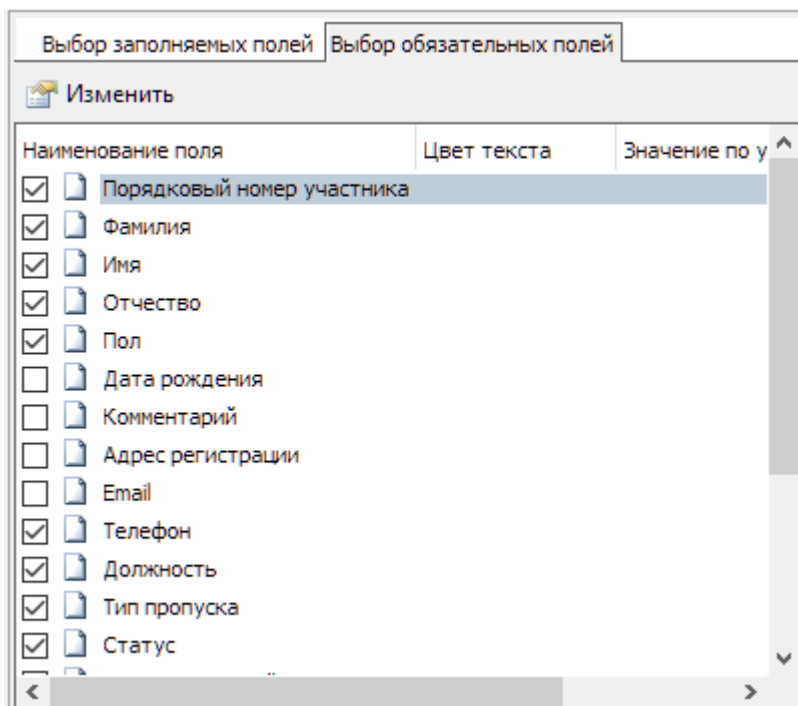 Выбор заполняемых полей Выбор обязательных полей
Изменить
Наименование поля Цвет текста Значение по у
Порядковый номер участника
Фамилия
Имя
Отчество
Пол
Дата рождения
Комментарий
Адрес регистрации
Email
Телефон
Должность
Тип пропуска
Статус